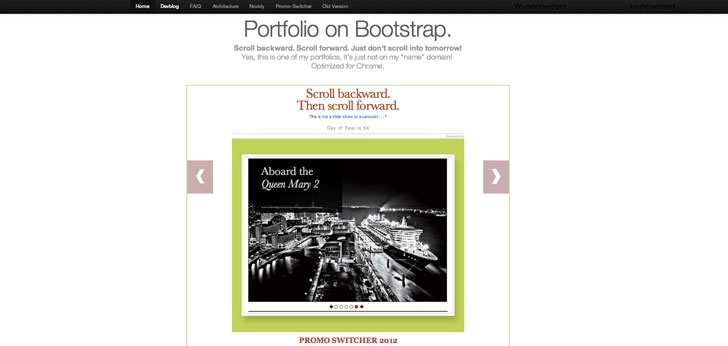 Home Devblog FAIQ Architecture Noddy Promo-Switcher Old Version Wunderwidget underwidget
Portfolio on Bootstrap.
Scroll backward. Scroll forward. Just don't scroll into tomorrow!
Yes, this is one of my portfolios, it's just not on my "name" domain!
Optimized for Chrome.
Scroll backward.
Then scroll forward.
This is not a slide show or a carousel . . . "
Day of Year is 54
Aboard the
Queen Mary 2
PROMO SWITCHER 2012